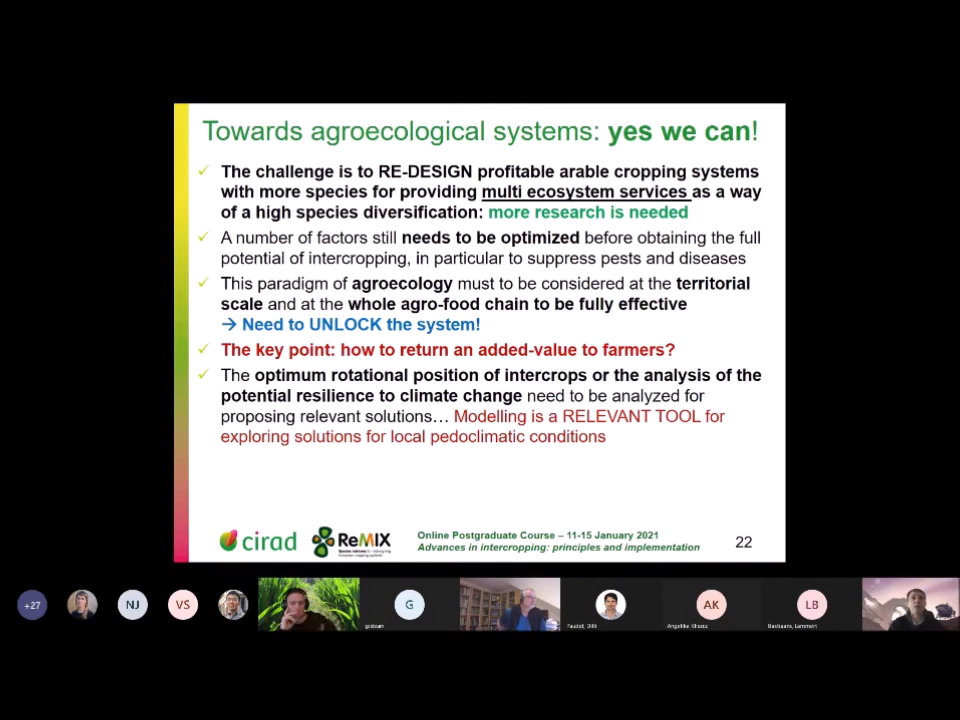 Towards agroecological systems: yes we can!
✓ The challenge is to RE-DESIGN profitable arable cropping systems
with more species for providing multi ecosystem services as a way
of a high species diversification: more research is needed
✓ A number of factors still needs to be optimized before obtaining the full
potential of intercropping, in particular to suppress pests and diseases
✓ This paradigm of agroecology must to be considered at the territorial
scale and at the whole agro-food chain to be fully effective
→ Need to UNLOCK the system!
✓ The key point: how to return an added-value to farmers?
✓ The optimum rotational position of intercrops or the analysis of the
potential resilience to climate change need to be analyzed for
proposing relevant solutions… Modelling is a RELEVANT TOOL for
exploring solutions for local pedoclimatic conditions
cirad
ReMIX
Online Postgraduate Course – 11-15 January 2021
Advances in intercropping: principles and implementation
22
+27
NJ
VS
G
AK
LB
Bastiaans, Lammert